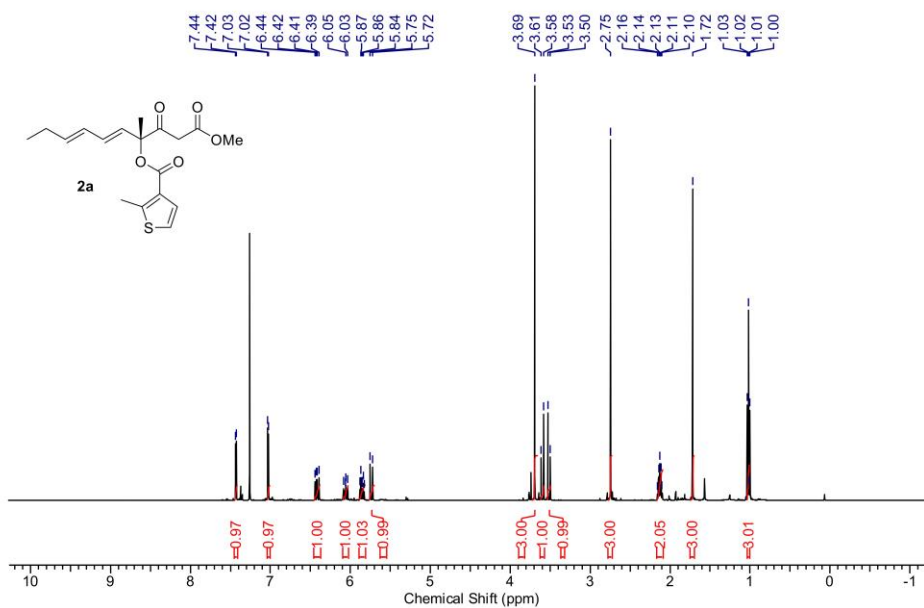 7.44 7.42 7.03 7.02 6.44 6.42 6.41 6.39 6.05 6.03 5.87 5.86 5.84 5.75 5.72 3.69 3.61 3.58 3.53 3.50 2.75 2.16 2.14 2.13 2.11 2.10 1.72 1.03 1.02 1.01 1.00
O O
OMe
O O
2a
S
0.97 0.97 1.00 1.00 1.03 0.99 3.00 1.00 0.99 3.00 2.05 3.00 3.01
10 9 8 7 6 5 4 3 2 1 0 -1
Chemical Shift (ppm)